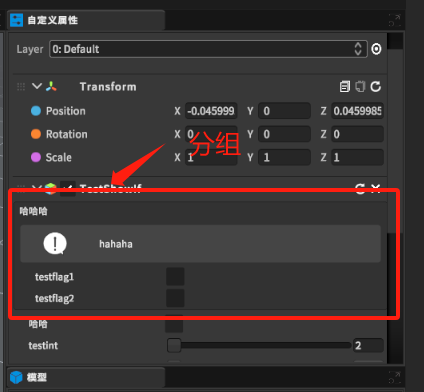 自定义属性
Layer 0: Default
Transform
Position X -0.045999 Y 0 Z 0.0459985
Rotation X 0 Y 0 Z 0
Scale X 1 Y 1 Z 1
分组
TestShowIf
哈哈哈
! hahaha
testflag1
testflag2
哈哈
testint 2
模型